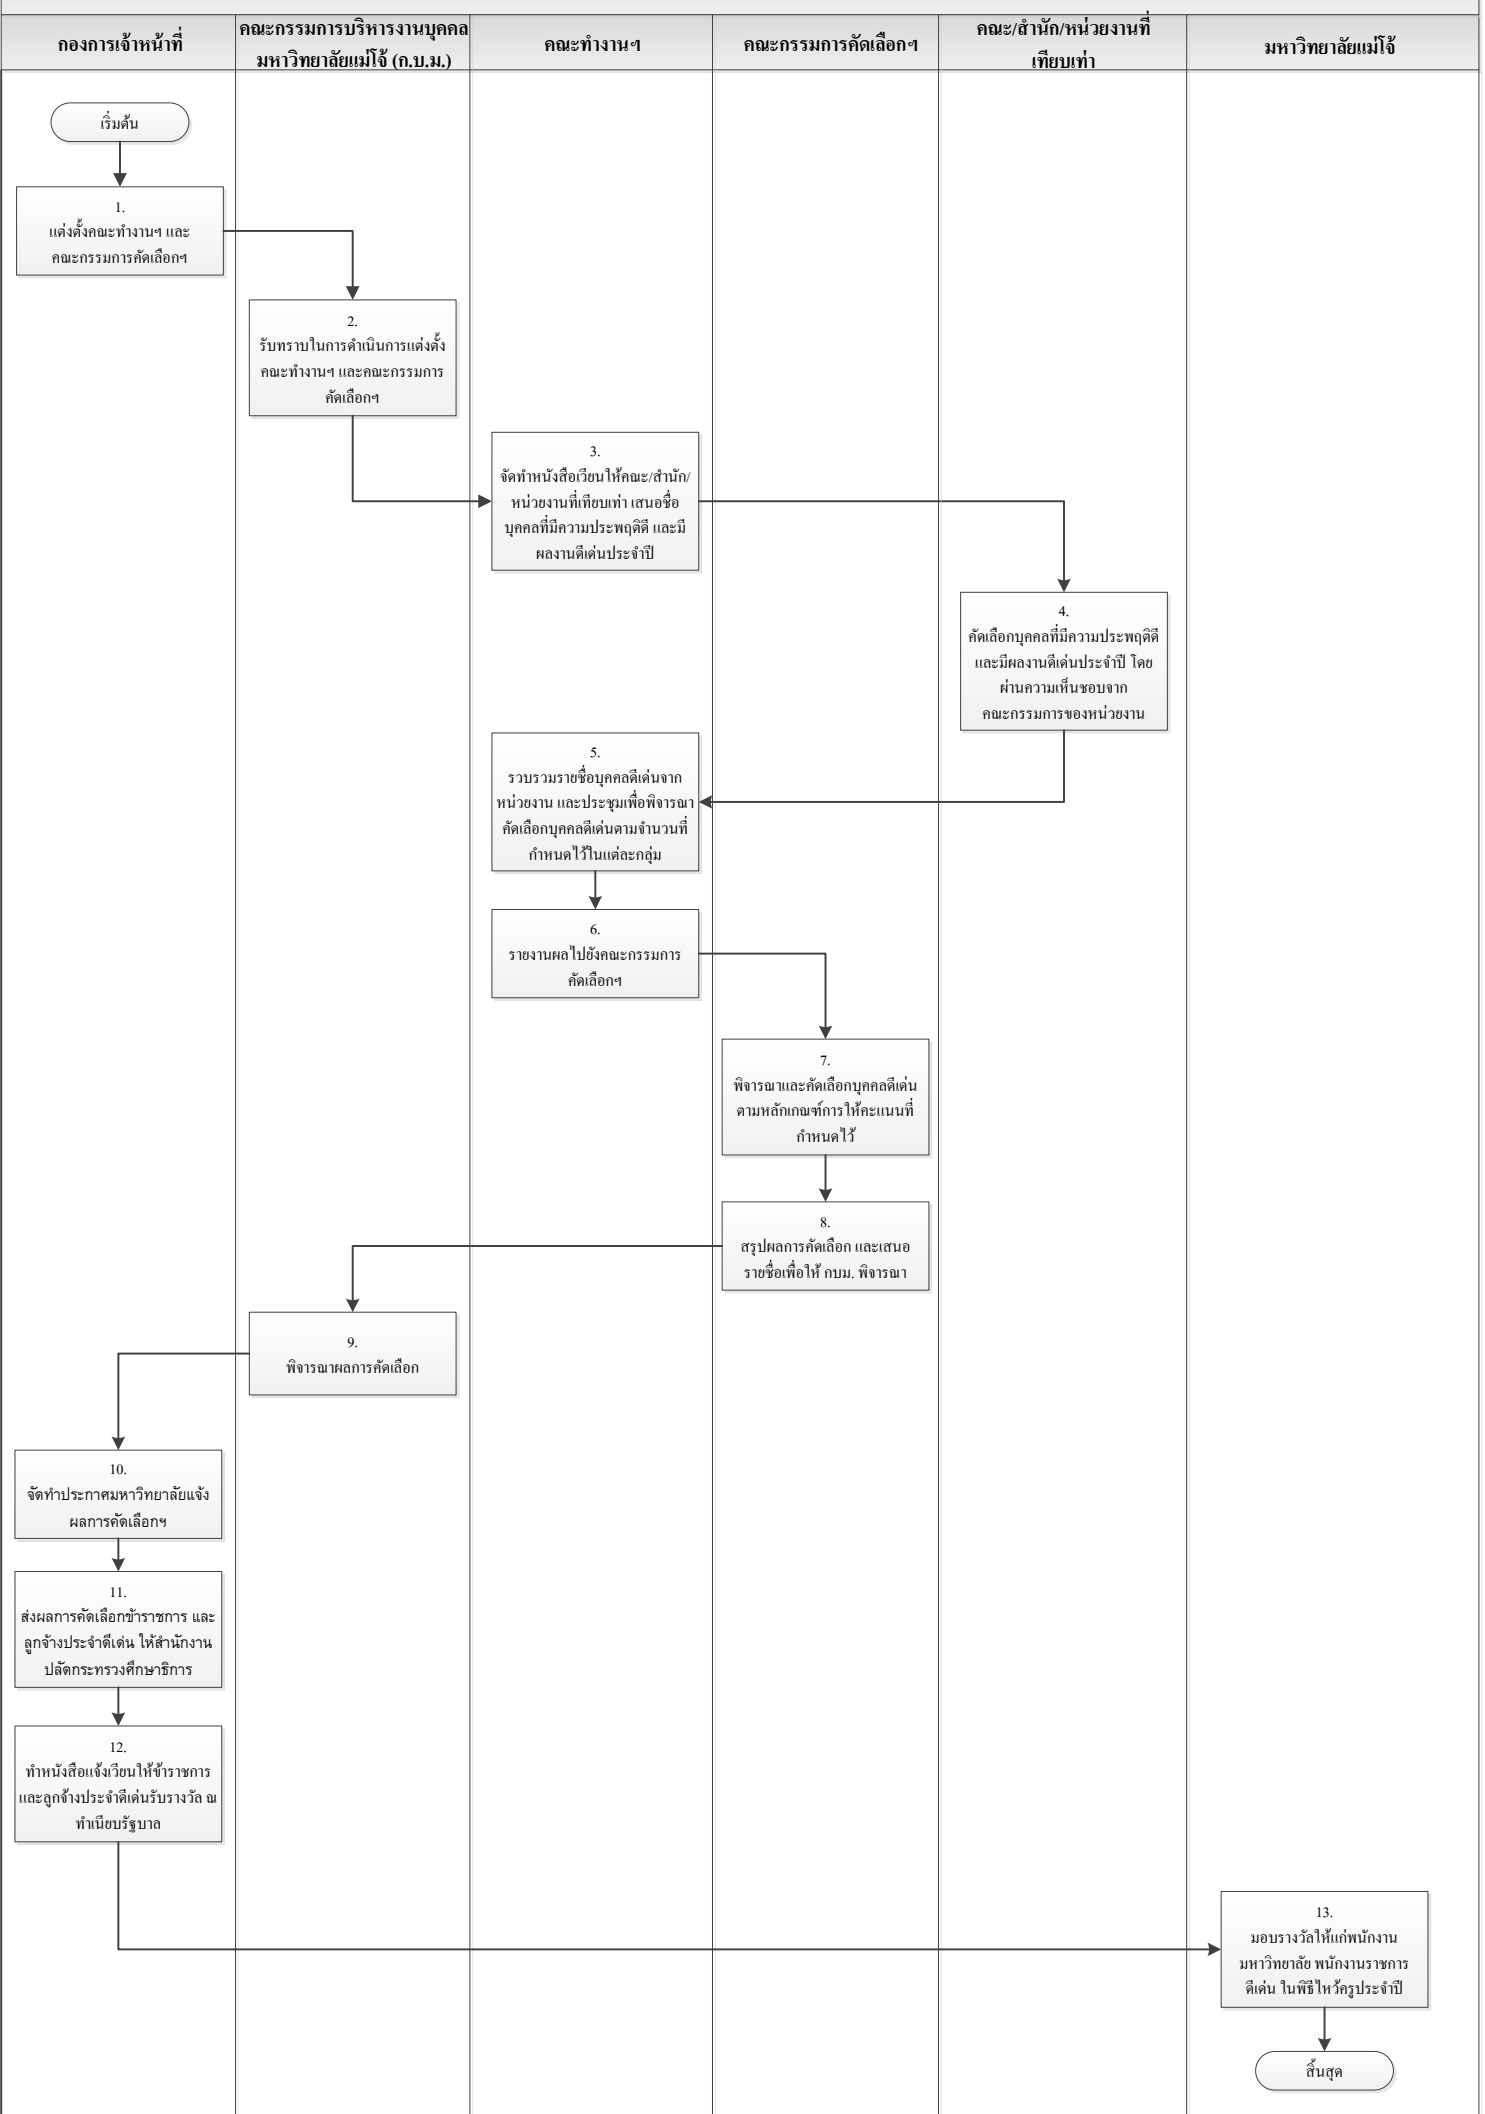 กองการเจ้าหน้าที่
คณะกรรมการบริหารงานบุคคล
มหาวิทยาลัยแม่โจ้ (ก.บ.ม.)
คณะทำงานฯ
คณะกรรมการคัดเลือกฯ
คณะ/สำนัก/หน่วยงานที่
เทียบเท่า
มหาวิทยาลัยแม่โจ้
เริ่มต้น
1.
แต่งตั้งคณะทำงานฯ และ
คณะกรรมการคัดเลือกฯ
2.
รับทราบในการดำเนินการแต่งตั้ง
คณะทำงานฯ และคณะกรรมการ
คัดเลือกฯ
3.
จัดทำหนังสือเวียนให้คณะ/สำนัก/
หน่วยงานที่เทียบเท่า เสนอชื่อ
บุคคลที่มีความประพฤติดี และมี
ผลงานดีเด่นประจำปี
4.
คัดเลือกบุคคลที่มีความประพฤติดี
และมีผลงานดีเด่นประจำปี โดย
ผ่านความเห็นชอบจาก
คณะกรรมการของหน่วยงาน
5.
รวบรวมรายชื่อบุคคลดีเด่นจาก
หน่วยงาน และประชุมเพื่อพิจารณา
คัดเลือกบุคคลดีเด่นตามจำนวนที่
กำหนดไว้ในแต่ละกลุ่ม
6.
รายงานผลไปยังคณะกรรมการ
คัดเลือกฯ
7.
พิจารณาและคัดเลือกบุคคลดีเด่น
ตามหลักเกณฑ์การให้คะแนนที่
กำหนดไว้
8.
สรุปผลการคัดเลือก และเสนอ
รายชื่อเพื่อให้ กบม. พิจารณา
9.
พิจารณาผลการคัดเลือก
10.
จัดทำประกาศมหาวิทยาลัยแจ้ง
ผลการคัดเลือกฯ
11.
ส่งผลการคัดเลือกข้าราชการ และ
ลูกจ้างประจำดีเด่น ให้สำนักงาน
ปลัดกระทรวงศึกษาธิการ
12.
ทำหนังสือแจ้งเวียนให้ข้าราชการ
และลูกจ้างประจำดีเด่นรับรางวัล ณ
ทำเนียบรัฐบาล
13.
มอบรางวัลให้แก่พนักงาน
มหาวิทยาลัย พนักงานราชการ
ดีเด่น ในพิธีไหว้ครูประจำปี
สิ้นสุด